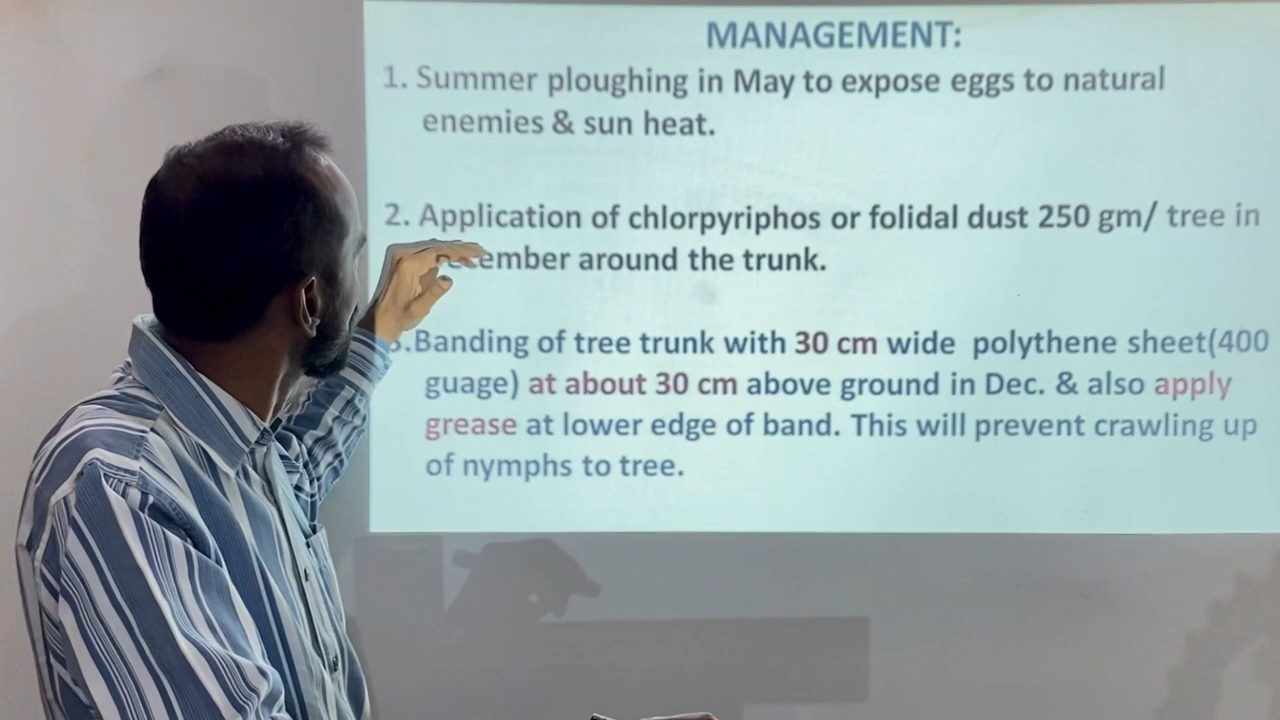 MANAGEMENT:
1. Summer ploughing in May to expose eggs to natural
enemies & sun heat.
2. Application of chlorpyriphos or folidal dust 250 gm/ tree in
around the trunk.
Banding of tree trunk with 30 cm wide polythene sheet(400
guage) at about 30 cm above ground in Dec. & also apply
grease at lower edge of band. This will prevent crawling up
of nymphs to tree.